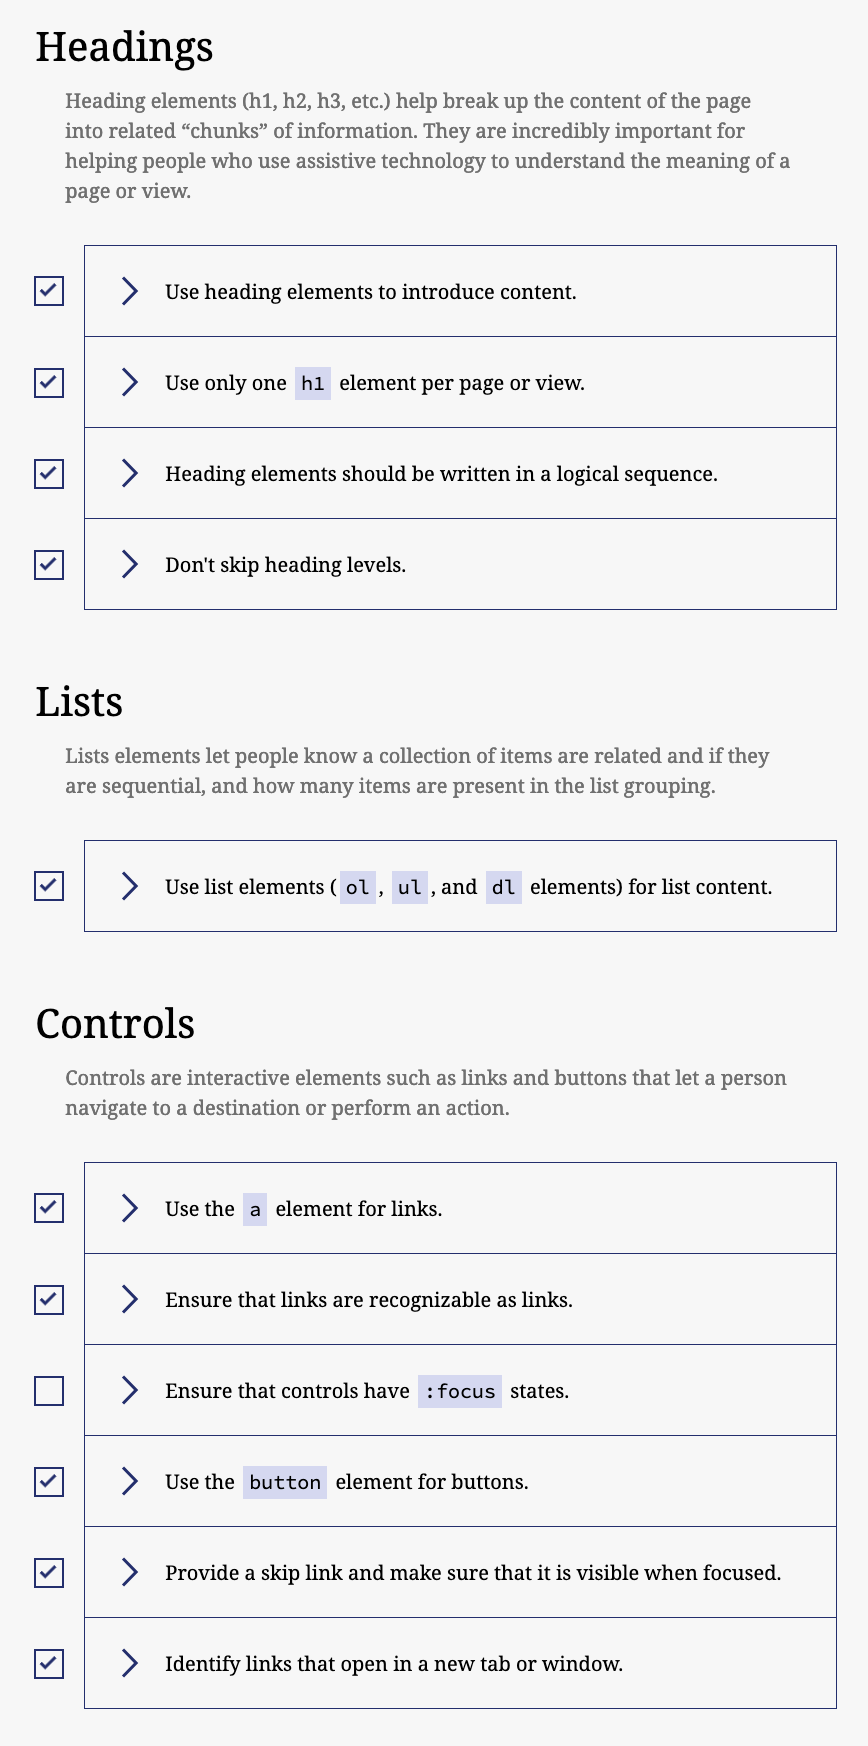 Headings
Heading elements (h1, h2, h3, etc.) help break up the content of the page
into related “chunks” of information. They are incredibly important for
helping people who use assistive technology to understand the meaning of a
page or view.
Use heading elements to introduce content.
Use only one h1 element per page or view.
Heading elements should be written in a logical sequence.
Don't skip heading levels.
Lists
Lists elements let people know a collection of items are related and if they
are sequential, and how many items are present in the list grouping.
Use list elements ( ol , ul , and dl elements) for list content.
Controls
Controls are interactive elements such as links and buttons that let a person
navigate to a destination or perform an action.
Use the a element for links.
Ensure that links are recognizable as links.
Ensure that controls have :focus states.
Use the button element for buttons.
Provide a skip link and make sure that it is visible when focused.
Identify links that open in a new tab or window.